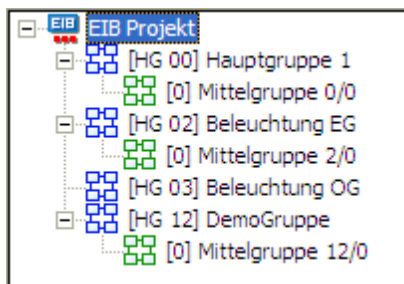 EIB EIB Projekt
[HG 00] Hauptgruppe 1
[0] Mittelgruppe 0/0
[HG 02] Beleuchtung EG
[0] Mittelgruppe 2/0
[HG 03] Beleuchtung OG
[HG 12] DemoGruppe
[0] Mittelgruppe 12/0